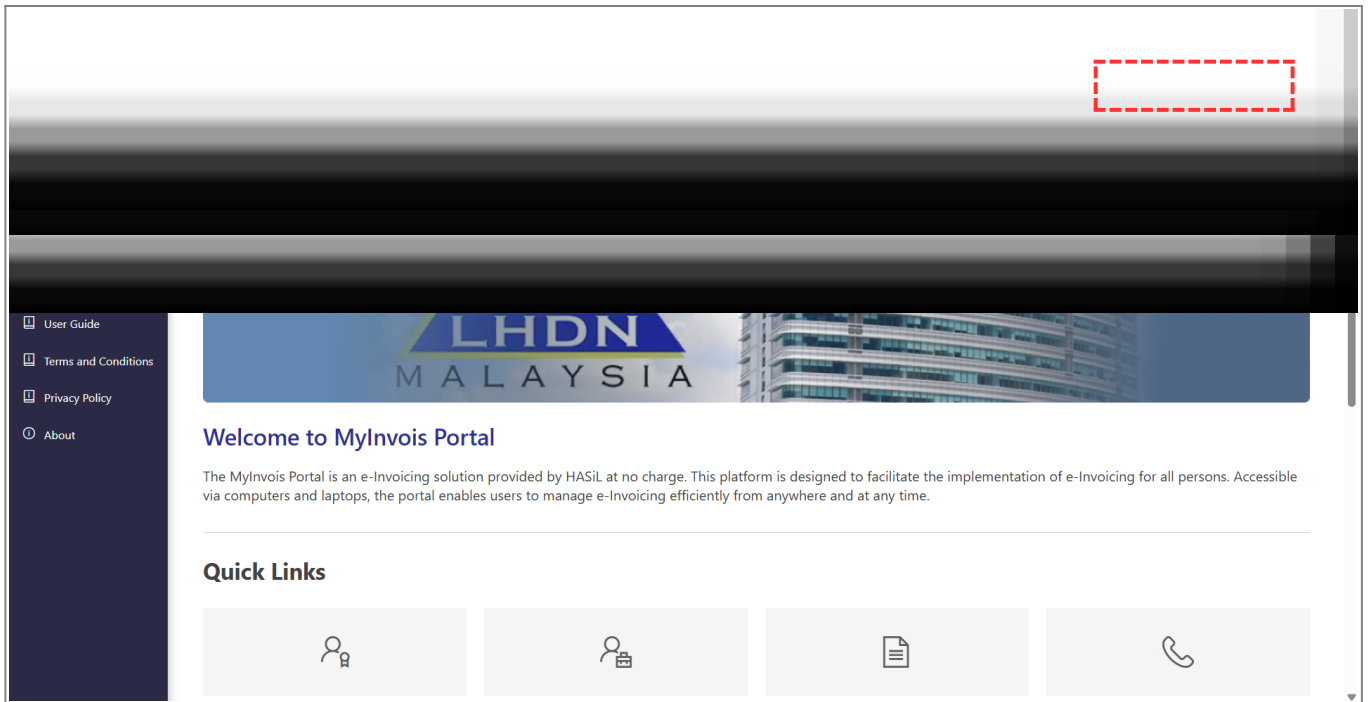 User Guide
Terms and Conditions
Privacy Policy
About
LHDN
MALAYSIA
Welcome to MyInvois Portal
The MyInvois Portal is an e-Invoicing solution provided by HASiL at no charge. This platform is designed to facilitate the implementation of e-Invoicing for all persons. Accessible
via computers and laptops, the portal enables users to manage e-Invoicing efficiently from anywhere and at any time.
Quick Links